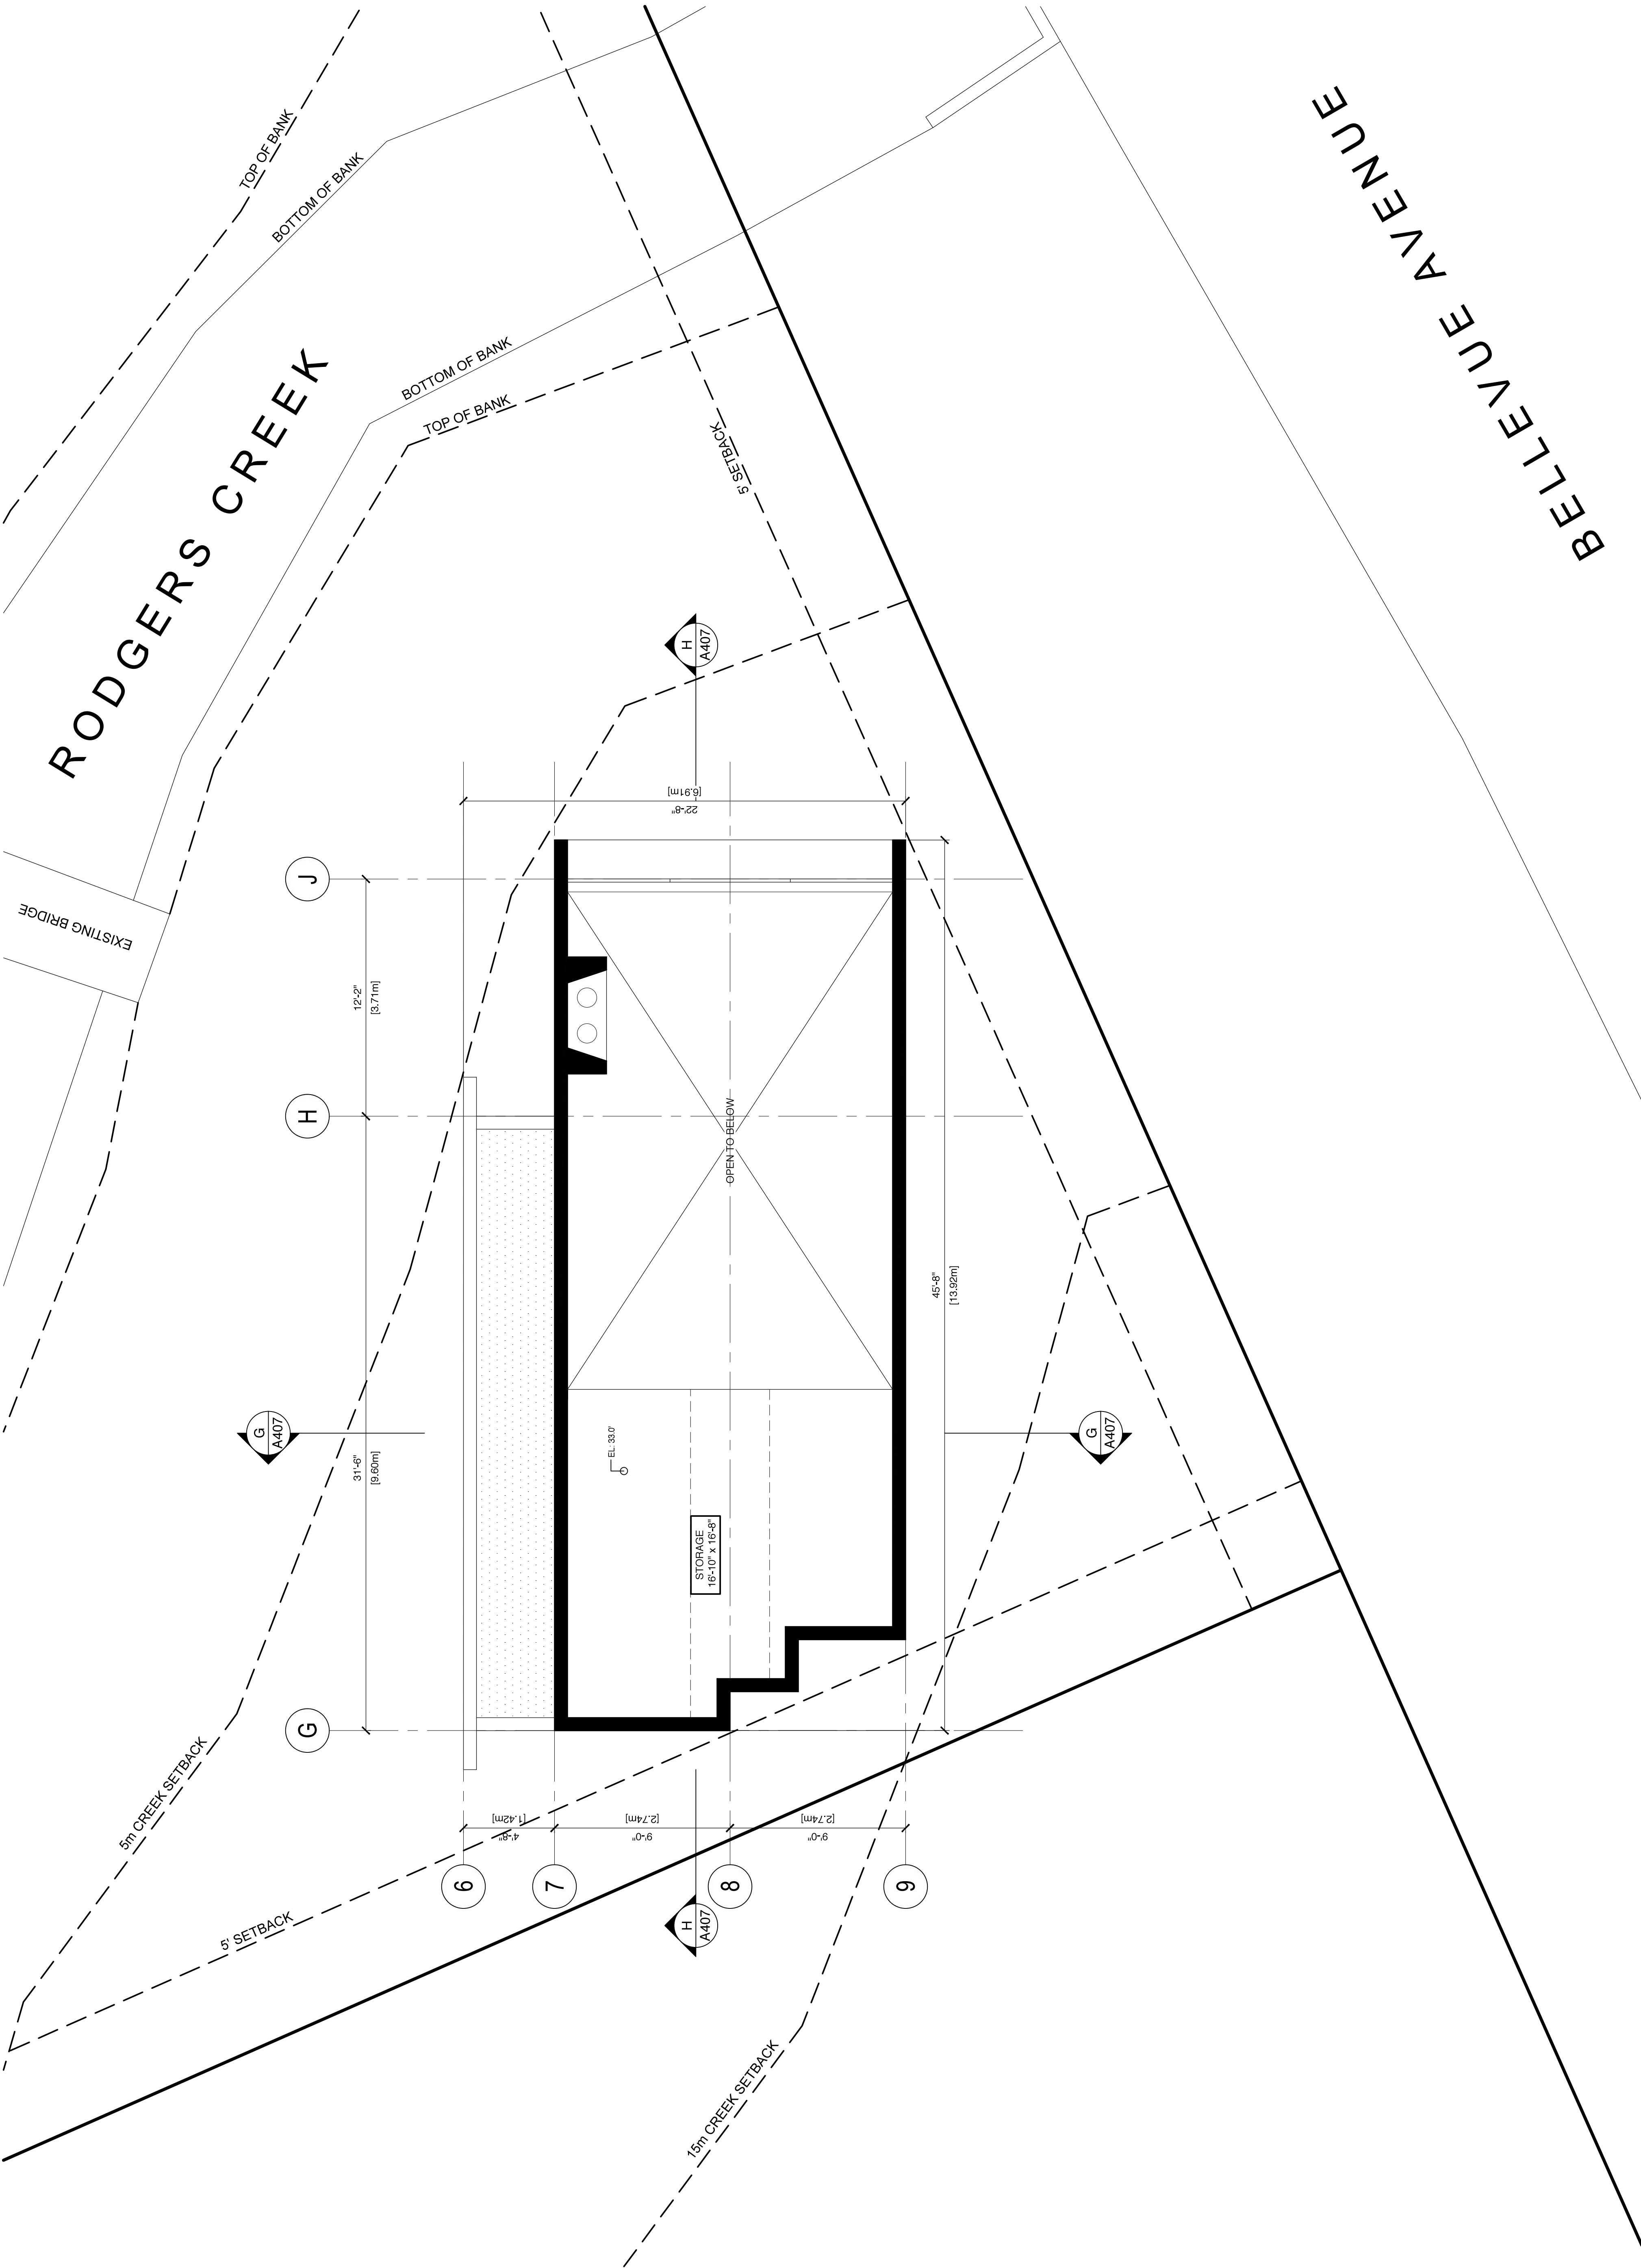 TOP OF BANK
BOTTOM OF BANK
BELLEVUE AVENUE
RODGERS CREEK
BOTTOM OF BANK
TOP OF BANK
5' SETBACK
H
A407
22'-8"
[6.91m]
J
EXISTING BRIDGE
12'-2"
[3.71m]
H
OPEN TO BELOW
45'-8"
[13.92m]
G
A407
G
A407
31'-6"
[9.60m]
EL: 33.0'
STORAGE
16'-10" x 16'-8"
G
5m CREEK SETBACK
4'-8"
[1.42m]
9'-0"
[2.74m]
9'-0"
[2.74m]
6
7
8
9
H
A407
5' SETBACK
15m CREEK SETBACK